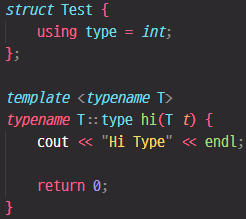 struct Test {
    using type = int;
};

template <typename T>
typename T::type hi(T t) {
    cout << "Hi Type" << endl;

    return 0;
}